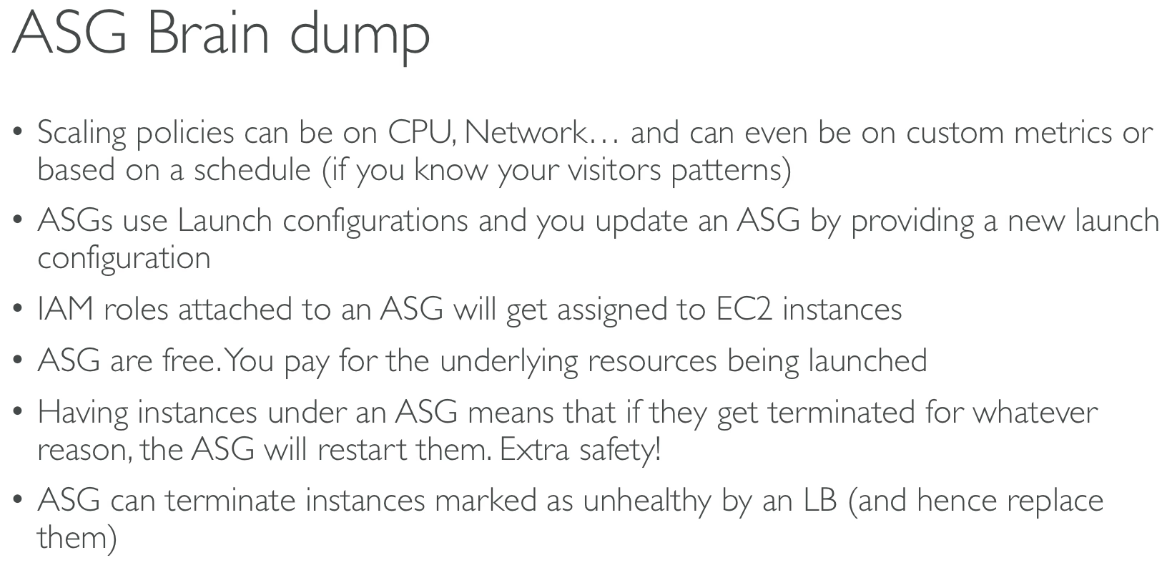 ASG Brain dump
• Scaling policies can be on CPU, Network… and can even be on custom metrics or
based on a schedule (if you know your visitors patterns)
• ASGs use Launch configurations and you update an ASG by providing a new launch
configuration
• IAM roles attached to an ASG will get assigned to EC2 instances
• ASG are free. You pay for the underlying resources being launched
• Having instances under an ASG means that if they get terminated for whatever
reason, the ASG will restart them. Extra safety!
• ASG can terminate instances marked as unhealthy by an LB (and hence replace
them)